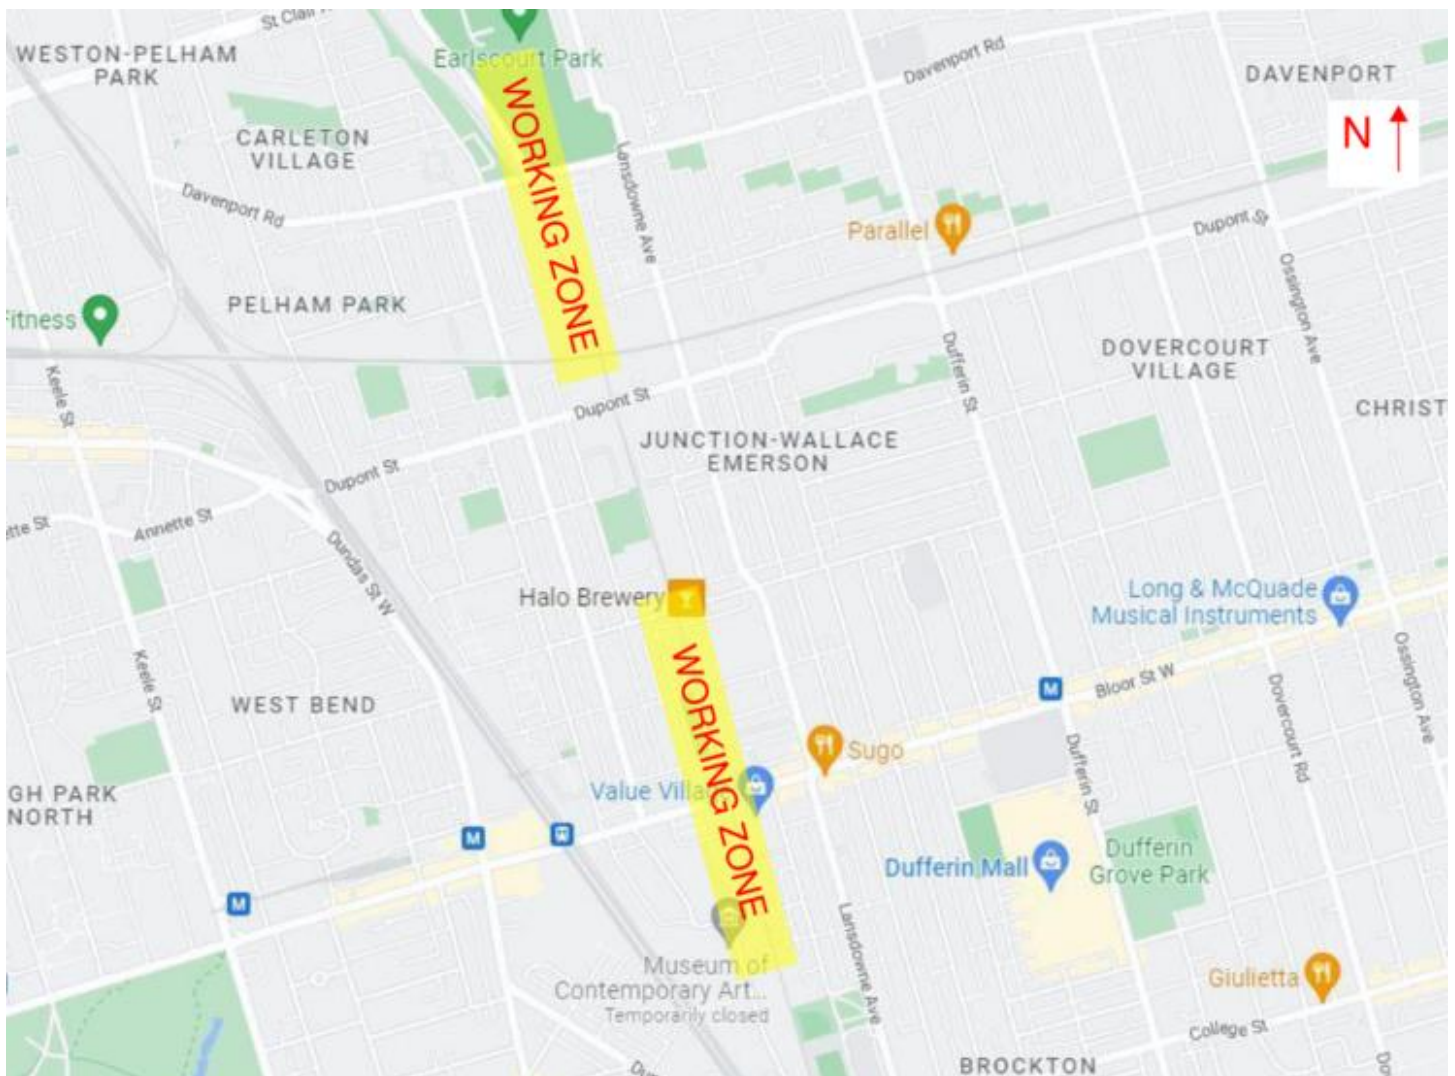 St Clair
WESTON-PELHAM
PARK
Earlscourt Park
Davenport Rd
DAVENPORT
N
CARLETON
VILLAGE
WORKING ZONE
Lansdowne Ave
Davenport Rd
Parallel
Dupont St
Ossington Ave
PELHAM PARK
Fitness
Dufferin St
DOVERCOURT
VILLAGE
Keele St
Dupont St
CHRIST
JUNCTION-WALLACE
EMERSON
Dupont St
Annette St
tte St
Dundas St W
Halo Brewery
Long & McQuade
Musical Instruments
WORKING ZONE
Keele St
Ossington Ave
M
Bloor St W
WEST BEND
Dovercourt Rd
Sugo
Dufferin St
Value Villa
GH PARK
NORTH
M
Dufferin Mall
Dufferin
Grove Park
M
Lansdowne Ave
Museum of
Contemporary Art...
Temporarily closed
Giulietta
College St
BROCKTON
Do